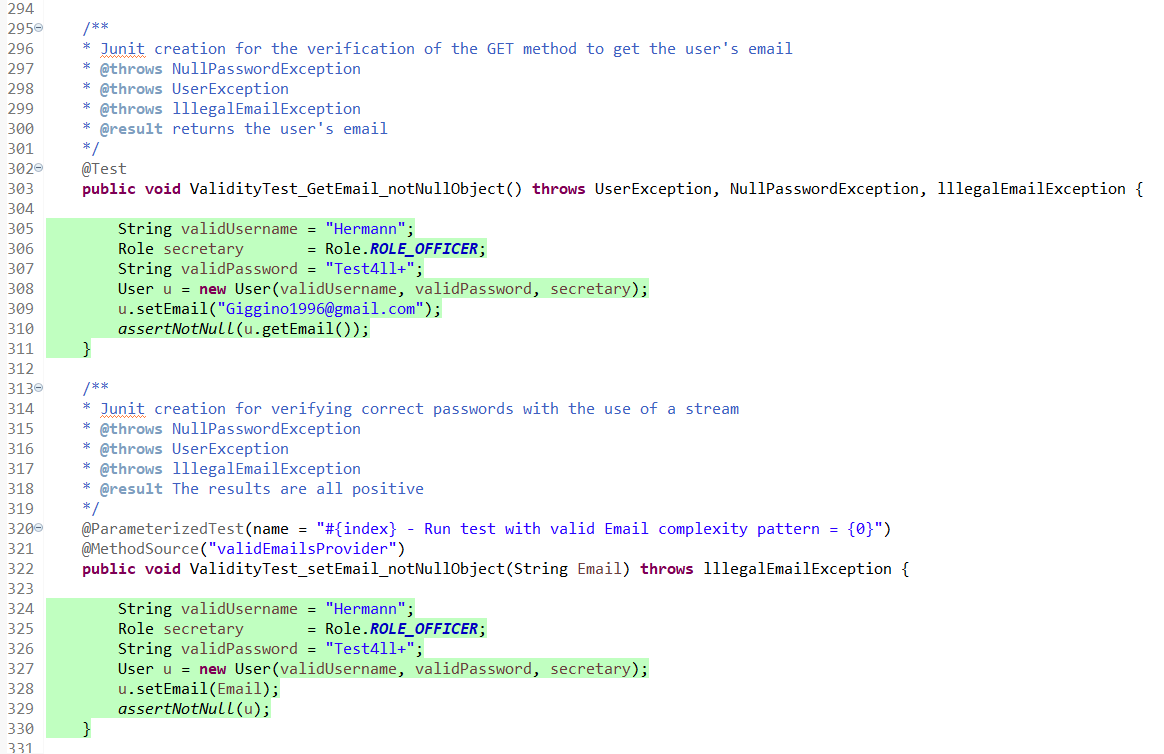 294
295 /**
296 * Junit creation for the verification of the GET method to get the user's email
297 * @throws NullPasswordException
298 * @throws UserException
299 * @throws lllegalEmailException
300 * @result returns the user's email
301 */
302 @Test
303 public void ValidityTest_GetEmail_notNullObject() throws UserException, NullPasswordException, lllegalEmailException {
304
305 String validUsername = "Hermann";
306 Role secretary = Role.ROLE_OFFICER;
307 String validPassword = "Test4ll+";
308 User u = new User(validUsername, validPassword, secretary);
309 u.setEmail("Giggino1996@gmail.com");
310 assertNotNull(u.getEmail());
311 }
312
313 /**
314 * Junit creation for verifying correct passwords with the use of a stream
315 * @throws NullPasswordException
316 * @throws UserException
317 * @throws lllegalEmailException
318 * @result The results are all positive
319 */
320 @ParameterizedTest(name = "#{index} - Run test with valid Email complexity pattern = {0}")
321 @MethodSource("validEmailsProvider")
322 public void ValidityTest_setEmail_notNullObject(String Email) throws lllegalEmailException {
323
324 String validUsername = "Hermann";
325 Role secretary = Role.ROLE_OFFICER;
326 String validPassword = "Test4ll+";
327 User u = new User(validUsername, validPassword, secretary);
328 u.setEmail(Email);
329 assertNotNull(u);
330 }
331